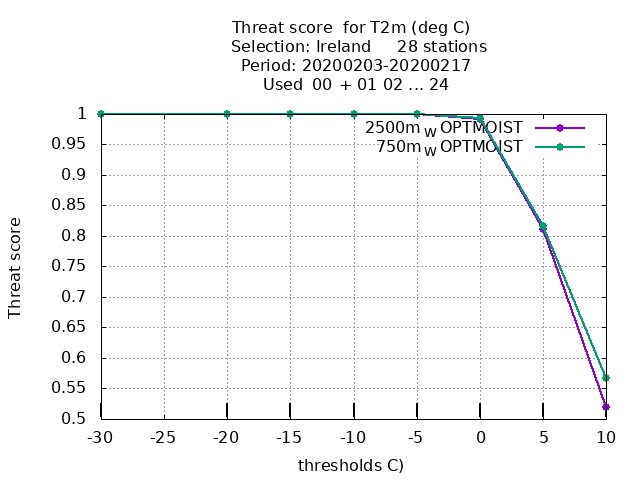 Threat score for T2m (deg C)
Selection: Ireland 28 stations
Period: 20200203-20200217
Used 00 + 01 02 ... 24
2500m W OPTMOIST
750m W OPTMOIST
1
0.95
0.9
0.85
0.8
0.75
0.7
0.65
0.6
0.55
0.5
Threat score
-30 -25 -20 -15 -10 -5 0 5 10
thresholds C)